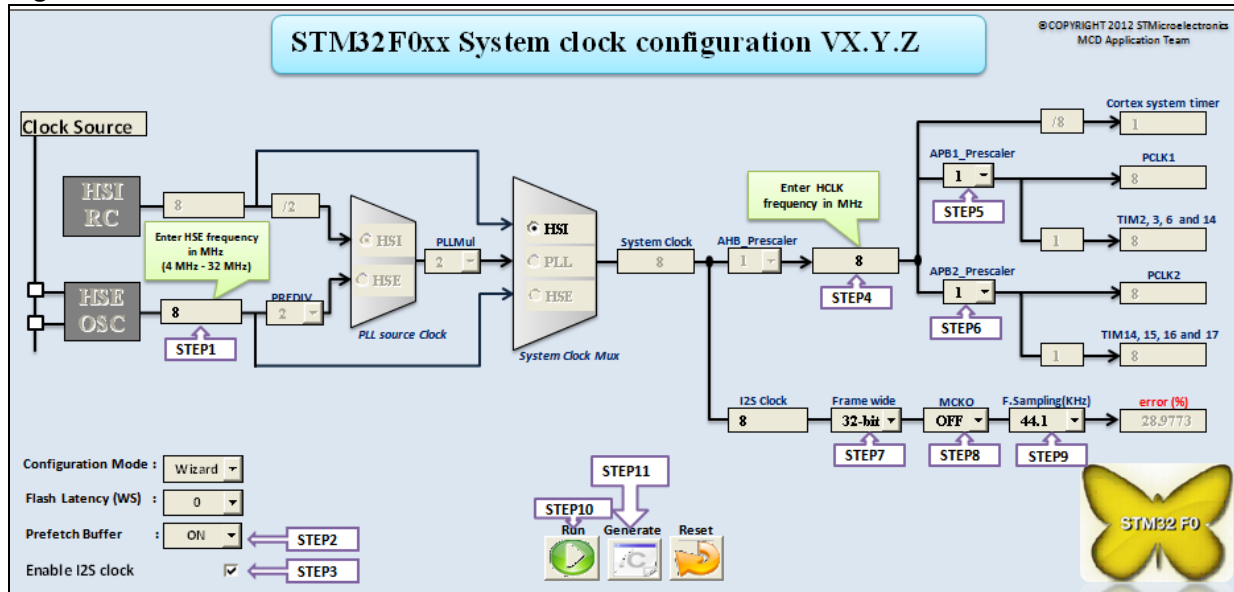 STM32F0xx System clock configuration VX.Y.Z
©COPYRIGHT 2012 STMicroelectronics
MCD Application Team
Clock Source
HSI
RC
8
/2
Enter HSE frequency
in MHz
(4 MHz - 32 MHz)
HSE
OSC
8
STEP1
PREDIV
2
HSI
HSE
PLL source Clock
PLLMul
2
HSI
PLL
HSE
System Clock Mux
System Clock
8
AHB_Prescaler
1
Enter HCLK
frequency in MHz
8
STEP4
/8
Cortex system timer
1
APB1_Prescaler
1
STEP5
PCLK1
8
1
TIM2, 3, 6 and 14
8
APB2_Prescaler
1
STEP6
PCLK2
8
1
TIM14, 15, 16 and 17
8
I2S Clock
8
Frame wide
32-bit
STEP7
MCKO
OFF
STEP8
F.Sampling(KHz)
44.1
STEP9
error (%)
28.9773
Configuration Mode : Wizard
Flash Latency (WS) : 0
Prefetch Buffer : ON
STEP2
Enable I2S clock
STEP3
STEP11
STEP10
Run Generate Reset
.C
STM32 F0